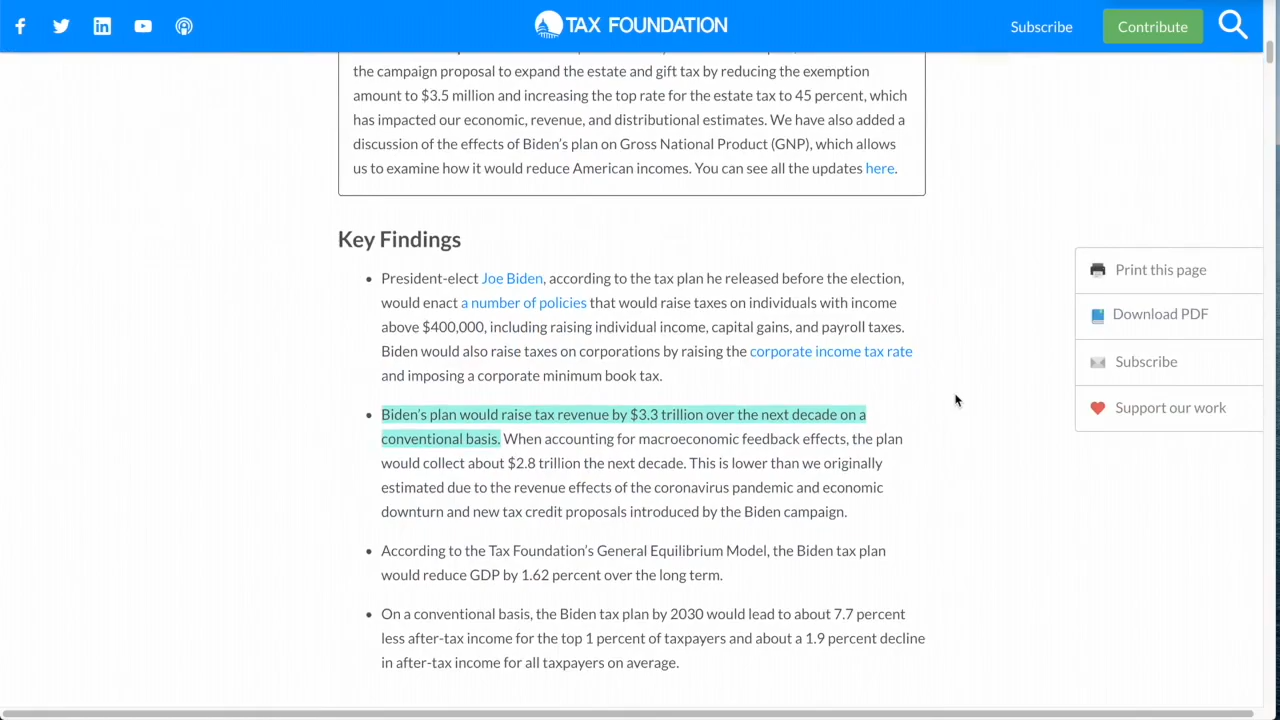 TAX FOUNDATION
Subscribe
Contribute
the campaign proposal to expand the estate and gift tax by reducing the exemption
amount to $3.5 million and increasing the top rate for the estate tax to 45 percent, which
has impacted our economic, revenue, and distributional estimates. We have also added a
discussion of the effects of Biden's plan on Gross National Product (GNP), which allows
us to examine how it would reduce American incomes. You can see all the updates here.
Key Findings
President-elect Joe Biden, according to the tax plan he released before the election,
would enact a number of policies that would raise taxes on individuals with income
above $400,000, including raising individual income, capital gains, and payroll taxes.
Biden would also raise taxes on corporations by raising the corporate income tax rate
and imposing a corporate minimum book tax.
Biden's plan would raise tax revenue by $3.3 trillion over the next decade on a
conventional basis. When accounting for macroeconomic feedback effects, the plan
would collect about $2.8 trillion the next decade. This is lower than we originally
estimated due to the revenue effects of the coronavirus pandemic and economic
downturn and new tax credit proposals introduced by the Biden campaign.
According to the Tax Foundation's General Equilibrium Model, the Biden tax plan
would reduce GDP by 1.62 percent over the long term.
On a conventional basis, the Biden tax plan by 2030 would lead to about 7.7 percent
less after-tax income for the top 1 percent of taxpayers and about a 1.9 percent decline
in after-tax income for all taxpayers on average.
Print this page
Download PDF
Subscribe
Support our work